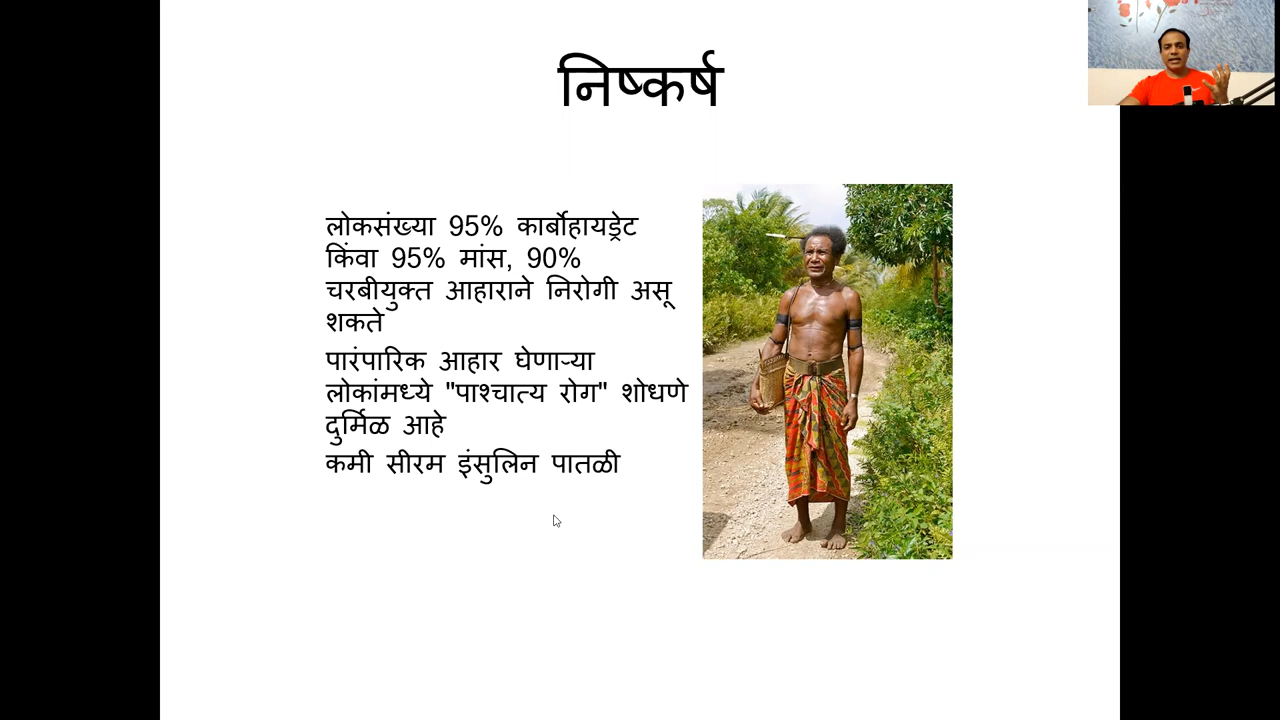 निष्कर्ष
लोकसंख्या 95% कार्बोहायड्रेट
किंवा 95% मांस, 90%
चरबीयुक्त आहाराने निरोगी असू
शकते
पारंपारिक आहार घेणाऱ्या
लोकांमध्ये "पाश्चात्य रोग" शोधणे
दुर्मिळ आहे
कमी सीरम इंसुलिन पातळी